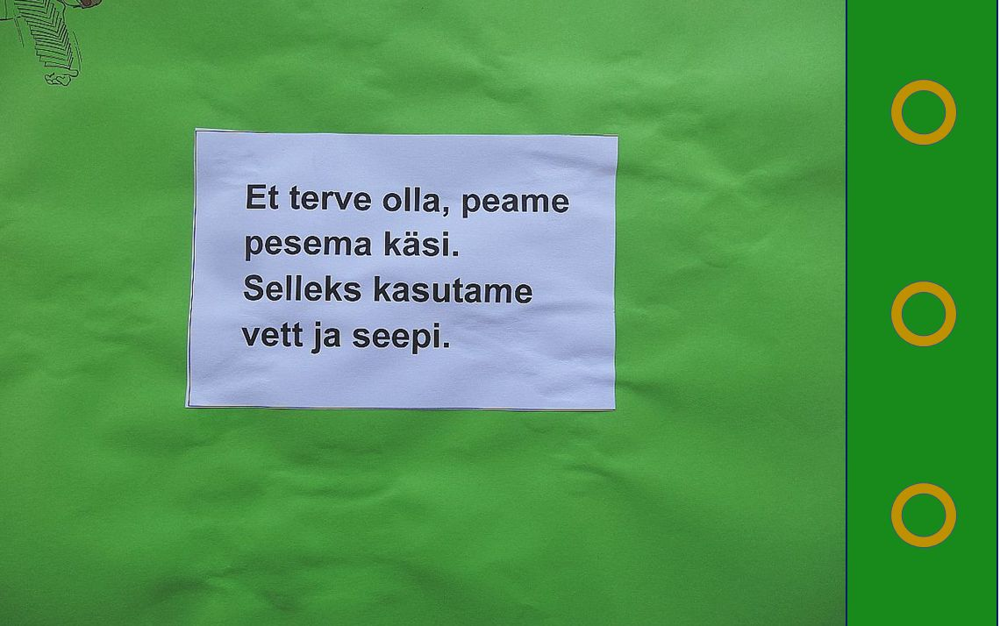 Et terve olla, peame
pesema käsi.
Selleks kasutame
vett ja seepi.